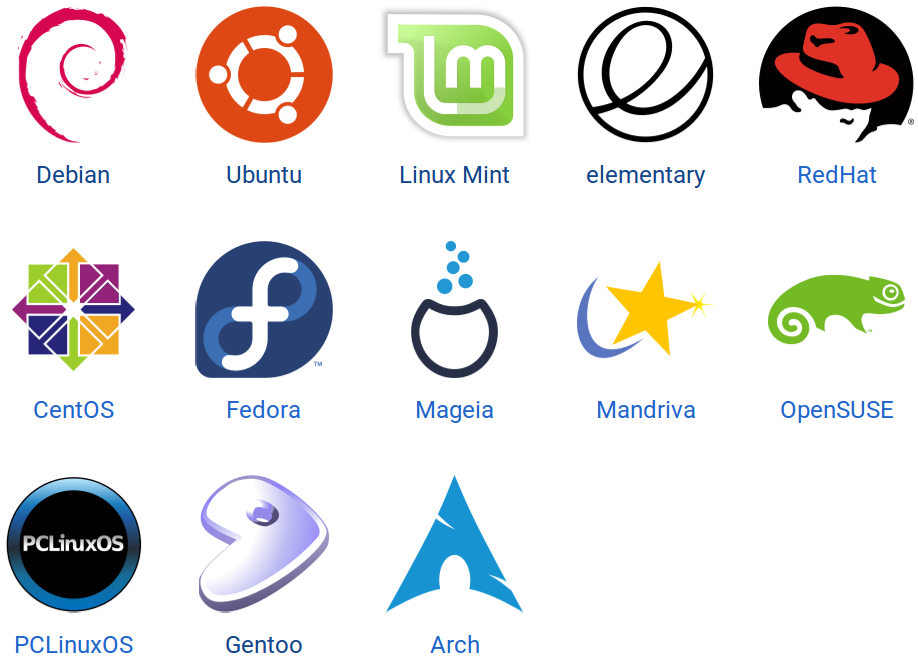 Debian
Ubuntu
Linux Mint
elementary
RedHat
CentOS
Fedora
Mageia
Mandriva
OpenSUSE
PCLinuxOS
PCLinuxOS
Gentoo
Arch